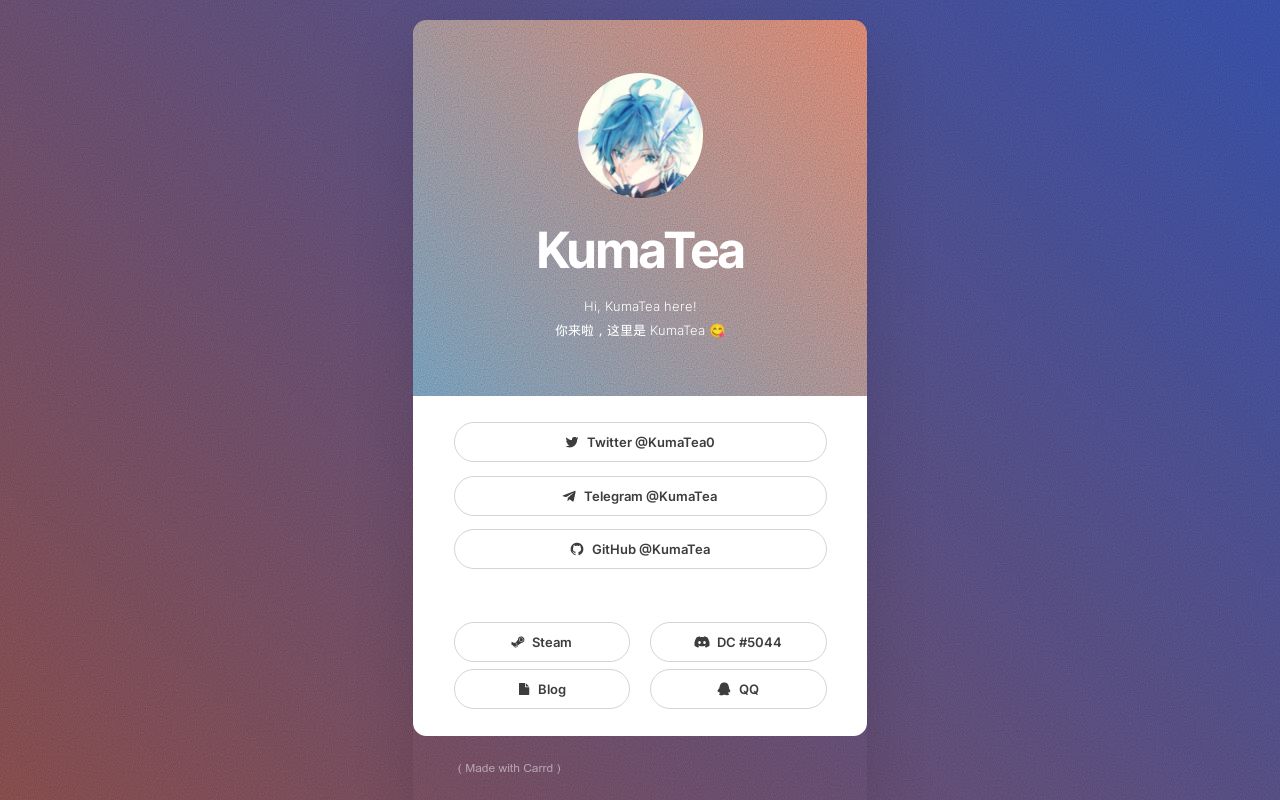 KumaTea
Hi, KumaTea here!
你来啦，这里是 KumaTea 😋
Twitter @KumaTea0
Telegram @KumaTea
GitHub @KumaTea
Steam
DC #5044
Blog
QQ
( Made with Carrd )